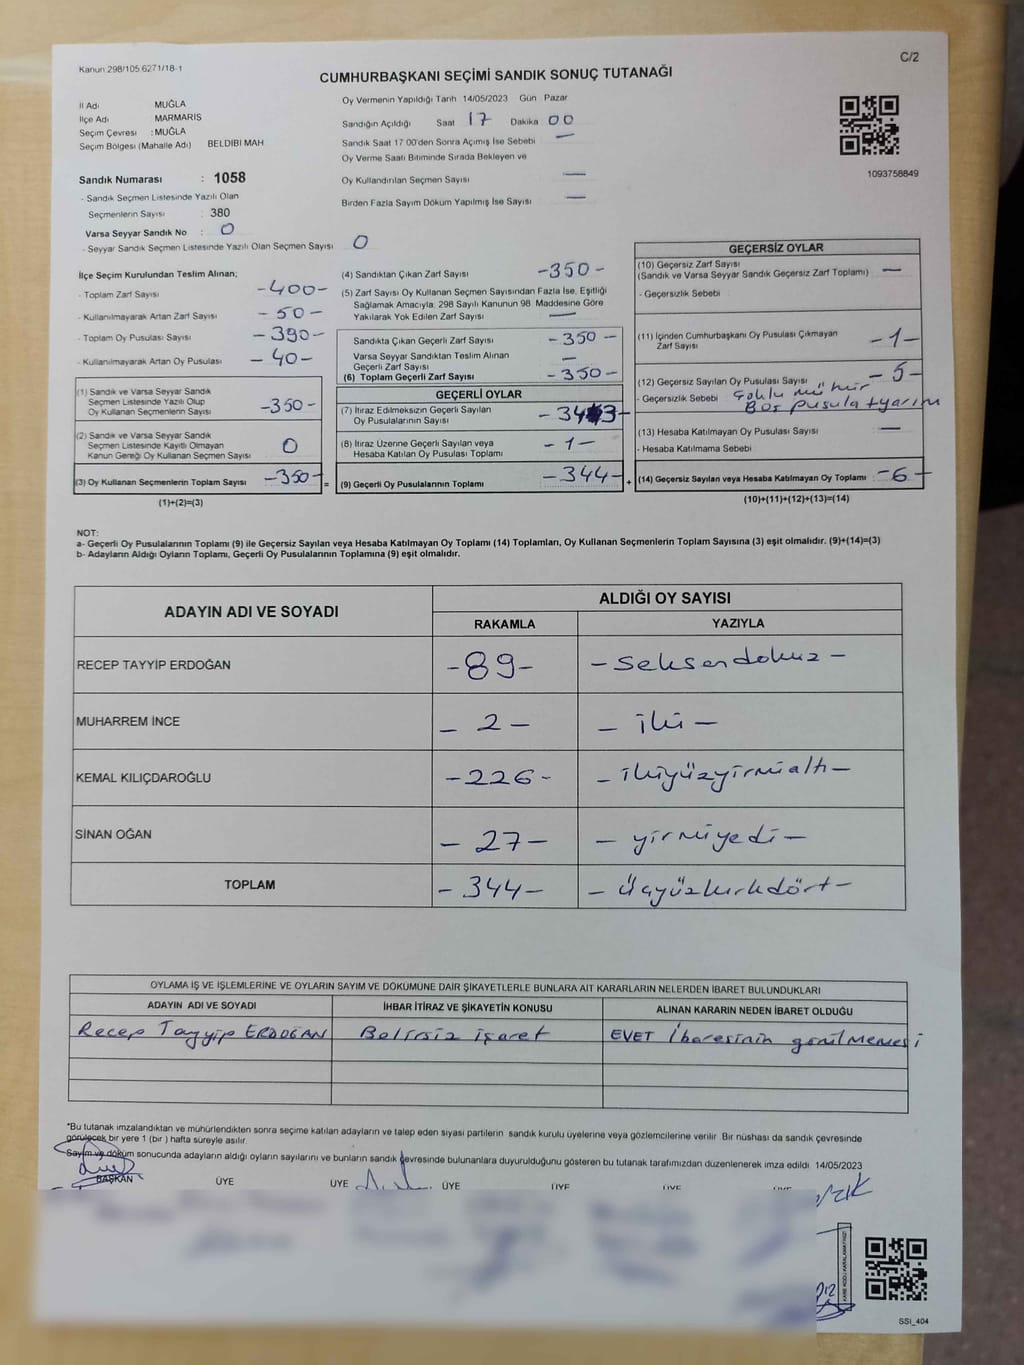 Kanun 298/105 6271/18-1
C/2
CUMHURBAŞKANI SEÇİMİ SANDIK SONUÇ TUTANAĞI
İl Adı MUĞLA
İlçe Adı MARMARİS
Seçim Çevresi : MUĞLA
Seçim Bölgesi (Mahalle Adı) BELDİBİ MAH
Oy Vermenin Yapıldığı Tarih 14/05/2023 Gün Pazar
Sandığın Açıldığı Saat 17 Dakika 00
Sandık Saat 17 00'den Sonra Açımış İse Sebebi —
Oy Verme Saati Bitiminde Sırada Bekleyen ve
Oy Kullandırılan Seçmen Sayısı —
Birden Fazla Sayım Döküm Yapılmış İse Sayısı —
1093758849
Sandık Numarası : 1058
- Sandık Seçmen Listesinde Yazılı Olan
Seçmenlerin Sayısı : 380
Varsa Seyyar Sandık No : 0
- Seyyar Sandık Seçmen Listesinde Yazılı Olan Seçmen Sayısı 0
İlçe Seçim Kurulundan Teslim Alınan;
- Toplam Zarf Sayısı -400-
- Kullanılmayarak Artan Zarf Sayısı -50-
- Toplam Oy Pusulası Sayısı -390-
- Kullanılmayarak Artan Oy Pusulası -40-
(1) Sandık ve Varsa Seyyar Sandık
Seçmen Listesinde Yazılı Olup
Oy Kullanan Seçmenlerin Sayısı -350-
(2) Sandık ve Varsa Seyyar Sandık
Seçmen Listesinde Kayıtlı Olmayan
Kanun Gereği Oy Kullanan Seçmen Sayısı 0
(3) Oy Kullanan Seçmenlerin Toplam Sayısı -350- =
(1)+(2)=(3)
(4) Sandıktan Çıkan Zarf Sayısı -350-
(5) Zarf Sayısı Oy Kullanan Seçmen Sayısından Fazla İse, Eşitliği
Sağlamak Amacıyla, 298 Sayılı Kanunun 98. Maddesine Göre
Yakılarak Yok Edilen Zarf Sayısı —
Sandıkta Çıkan Geçerli Zarf Sayısı -350-
Varsa Seyyar Sandıktan Teslim Alınan
Geçerli Zarf Sayısı —
(6) Toplam Geçerli Zarf Sayısı -350-
GEÇERLİ OYLAR
(7) İtiraz Edilmeksizin Geçerli Sayılan
Oy Pusulalarının Sayısı -343-
(8) İtiraz Üzerine Geçerli Sayılan veya
Hesaba Katılan Oy Pusulası Toplamı -1-
(9) Geçerli Oy Pusulalarının Toplamı -344- +
GEÇERSİZ OYLAR
(10) Geçersiz Zarf Sayısı
(Sandık ve Varsa Seyyar Sandık Geçersiz Zarf Toplamı) —
- Geçersizlik Sebebi
(11) İçinden Cumhurbaşkanı Oy Pusulası Çıkmayan
Zarf Sayısı -1-
(12) Geçersiz Sayılan Oy Pusulası Sayısı -5-
- Geçersizlik Sebebi Çoklu mühür
Boş pusula + yarım
(13) Hesaba Katılmayan Oy Pusulası Sayısı —
- Hesaba Katılmama Sebebi
(14) Geçersiz Sayılan veya Hesaba Katılmayan Oy Toplamı -6-
(10)+(11)+(12)+(13)=(14)
NOT:
a- Geçerli Oy Pusulalarının Toplamı (9) ile Geçersiz Sayılan veya Hesaba Katılmayan Oy Toplamı (14) Toplamları, Oy Kullanan Seçmenlerin Toplam Sayısına (3) eşit olmalıdır. (9)+(14)=(3)
b- Adayların Aldığı Oyların Toplamı, Geçerli Oy Pusulalarının Toplamına (9) eşit olmalıdır.
ADAYIN ADI VE SOYADI
ALDIĞI OY SAYISI
RAKAMLA YAZIYLA
RECEP TAYYİP ERDOĞAN -89- -seksendokuz-
MUHARREM İNCE -2- -iki-
KEMAL KILIÇDAROĞLU -226- -ikiyüzyirmialtı-
SİNAN OĞAN -27- -yirmiyedi-
TOPLAM -344- -üçyüzkırkdört-
OYLAMA İŞ VE İŞLEMLERİNE VE OYLARIN SAYIM VE DÖKÜMÜNE DAİR ŞİKAYETLERLE BUNLARA AİT KARARLARIN NELERDEN İBARET BULUNDUKLARI
ADAYIN ADI VE SOYADI İHBAR İTİRAZ VE ŞİKAYETİN KONUSU ALINAN KARARIN NEDEN İBARET OLDUĞU
Recep Tayyip ERDOĞAN Belirsiz işaret EVET İbaresinin görülmemesi
*Bu tutanak imzalandıktan ve mühürlendikten sonra seçime katılan adayların ve talep eden siyasi partilerin sandık kurulu üyelerine veya gözlemcilerine verilir. Bir nüshası da sandık çevresinde
görülecek bir yere 1 (bir ) hafta süreyle asılır.
Sayım ve döküm sonucunda adayların aldığı oyların sayılarını ve bunların sandık çevresinde bulunanlara duyurulduğunu gösteren bu tutanak tarafımızdan düzenlenerek imza edildi 14/05/2023
BAŞKAN ÜYE ÜYE ÜYE ÜYE ÜYE ÜYE
SSİ_404